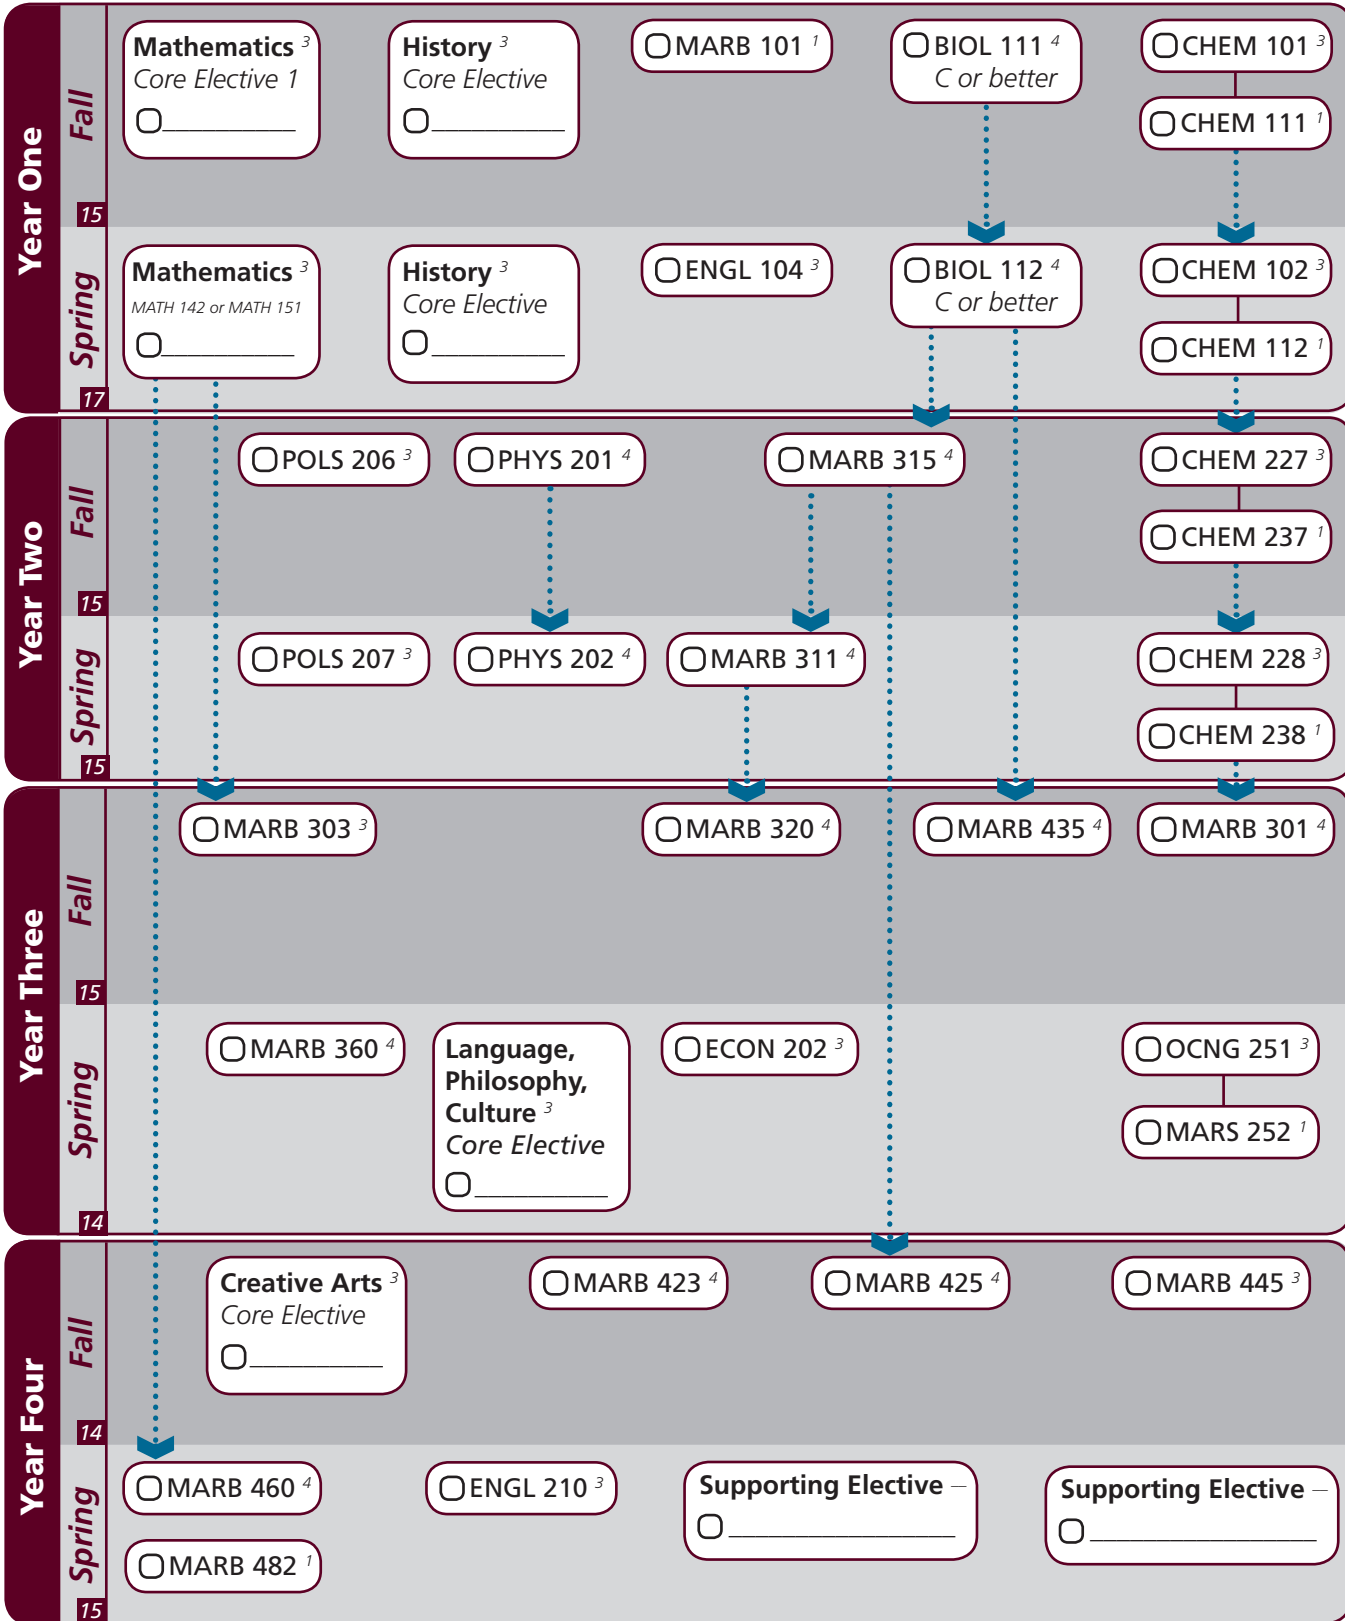 Year One
Fall
Mathematics 3
Core Elective 1
__________
History 3
Core Elective
__________
MARB 101 1
BIOL 111 4
C or better
CHEM 101 3
CHEM 111 1
15
Spring
Mathematics 3
MATH 142 or MATH 151
__________
History 3
Core Elective
__________
ENGL 104 3
BIOL 112 4
C or better
CHEM 102 3
CHEM 112 1
17
Year Two
Fall
POLS 206 3
PHYS 201 4
MARB 315 4
CHEM 227 3
CHEM 237 1
15
Spring
POLS 207 3
PHYS 202 4
MARB 311 4
CHEM 228 3
CHEM 238 1
15
Year Three
Fall
MARB 303 3
MARB 320 4
MARB 435 4
MARB 301 4
15
Spring
MARB 360 4
Language,
Philosophy,
Culture 3
Core Elective
__________
ECON 202 3
OCNG 251 3
MARS 252 1
14
Year Four
Fall
Creative Arts 3
Core Elective
__________
MARB 423 4
MARB 425 4
MARB 445 3
14
Spring
MARB 460 4
MARB 482 1
ENGL 210 3
Supporting Elective —
_________________
Supporting Elective —
_________________
15